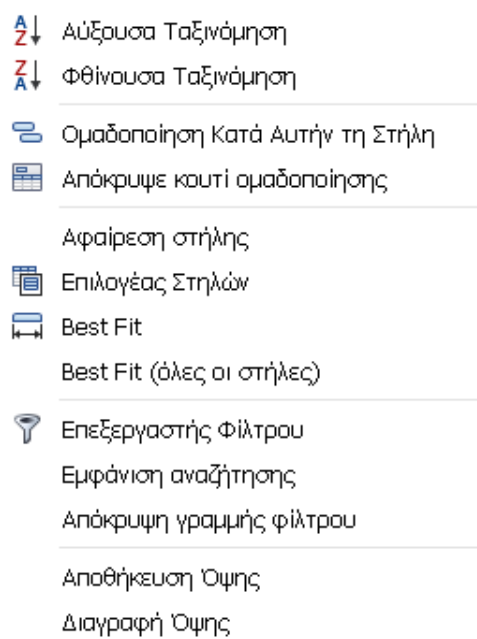 Αύξουσα Ταξινόμηση
Φθίνουσα Ταξινόμηση
Ομαδοποίηση Κατά Αυτήν τη Στήλη
Απόκρυψε κουτί ομαδοποίησης
Αφαίρεση στήλης
Επιλογέας Στηλών
Best Fit
Best Fit (όλες οι στήλες)
Επεξεργαστής Φίλτρου
Εμφάνιση αναζήτησης
Απόκρυψη γραμμής φίλτρου
Αποθήκευση Όψης
Διαγραφή Όψης